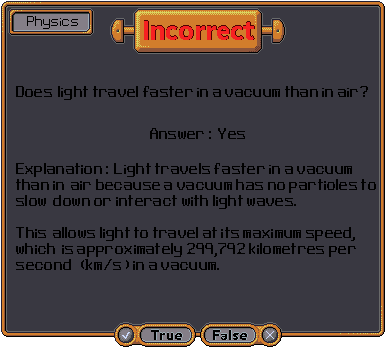 Physics
Incorrect
Does light travel faster in a vacuum than in air?
Answer: Yes
Explanation: Light travels faster in a vacuum
than in air because a vacuum has no particles to
slow down or interact with light waves.
This allows light to travel at its maximum speed,
which is approximately 299,792 kilometres per
second (km/s) in a vacuum.
True False